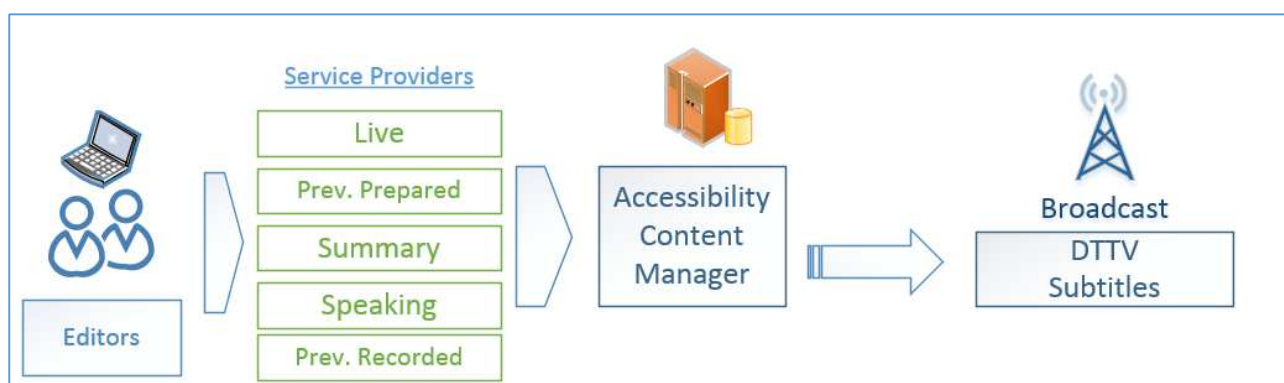 Service Providers
Editors
Live
Prev. Prepared
Summary
Speaking
Prev. Recorded
Accessibility
Content
Manager
Broadcast
DTTV
Subtitles